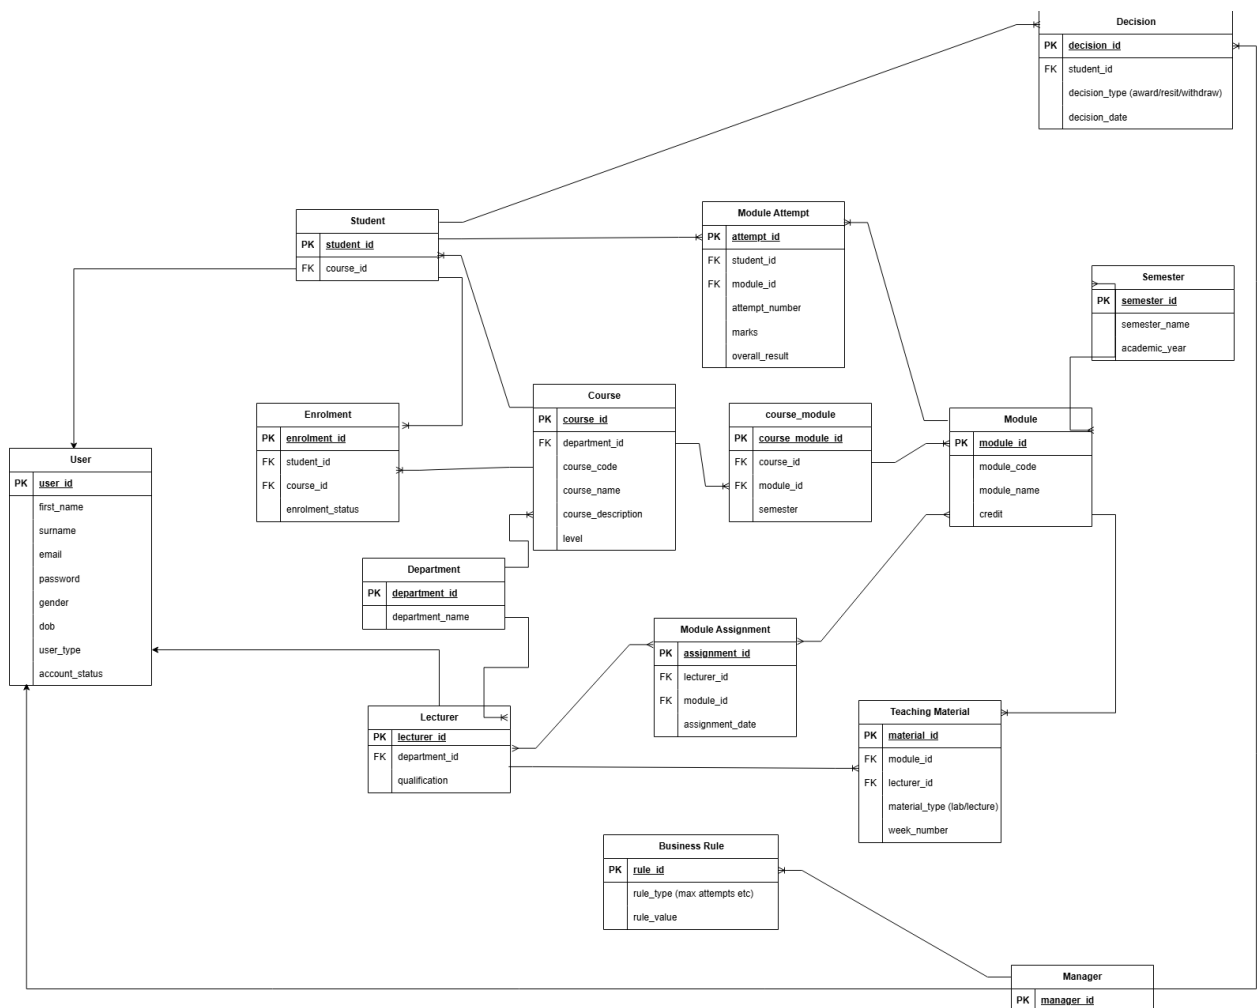 Decision
PK decision_id
FK student_id
decision_type (award/resit/withdraw)
decision_date
Student
PK student_id
FK course_id
Module Attempt
PK attempt_id
FK student_id
FK module_id
attempt_number
marks
overall_result
Semester
PK semester_id
semester_name
academic_year
Course
PK course_id
FK department_id
course_code
course_name
course_description
level
Enrolment
PK enrolment_id
FK student_id
FK course_id
enrolment_status
course_module
PK course_module_id
FK course_id
FK module_id
semester
Module
PK module_id
module_code
module_name
credit
User
PK user_id
first_name
surname
email
password
gender
dob
user_type
account_status
Department
PK department_id
department_name
Module Assignment
PK assignment_id
FK lecturer_id
FK module_id
assignment_date
Lecturer
PK lecturer_id
FK department_id
qualification
Teaching Material
PK material_id
FK module_id
FK lecturer_id
material_type (lab/lecture)
week_number
Business Rule
PK rule_id
rule_type (max attempts etc)
rule_value
Manager
PK manager_id